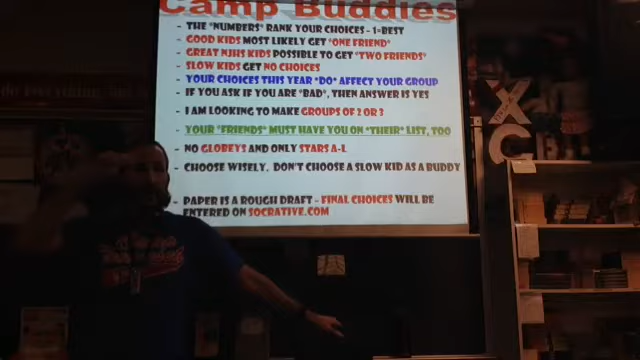 Camp Buddies
- THE *NUMBERS* RANK YOUR CHOICES - 1=BEST
- GOOD KIDS MOST LIKELY GET *ONE FRIEND*
- GREAT NJHS KIDS POSSIBLE TO GET *TWO FRIENDS*
- SLOW KIDS GET NO CHOICES
- YOUR CHOICES THIS YEAR *DO* AFFECT YOUR GROUP
- IF YOU ASK IF YOU ARE *BAD*, THEN ANSWER IS YES
- I AM LOOKING TO MAKE GROUPS OF 2 OR 3
- YOUR *FRIENDS* MUST HAVE YOU ON *THEIR* LIST, TOO
- NO GLOBEYS AND ONLY STARS A-L
- CHOOSE WISELY. DON'T CHOOSE A SLOW KID AS A BUDDY
- PAPER IS A ROUGH DRAFT - FINAL CHOICES WILL BE
ENTERED ON SOCRATIVE.COM
X
C